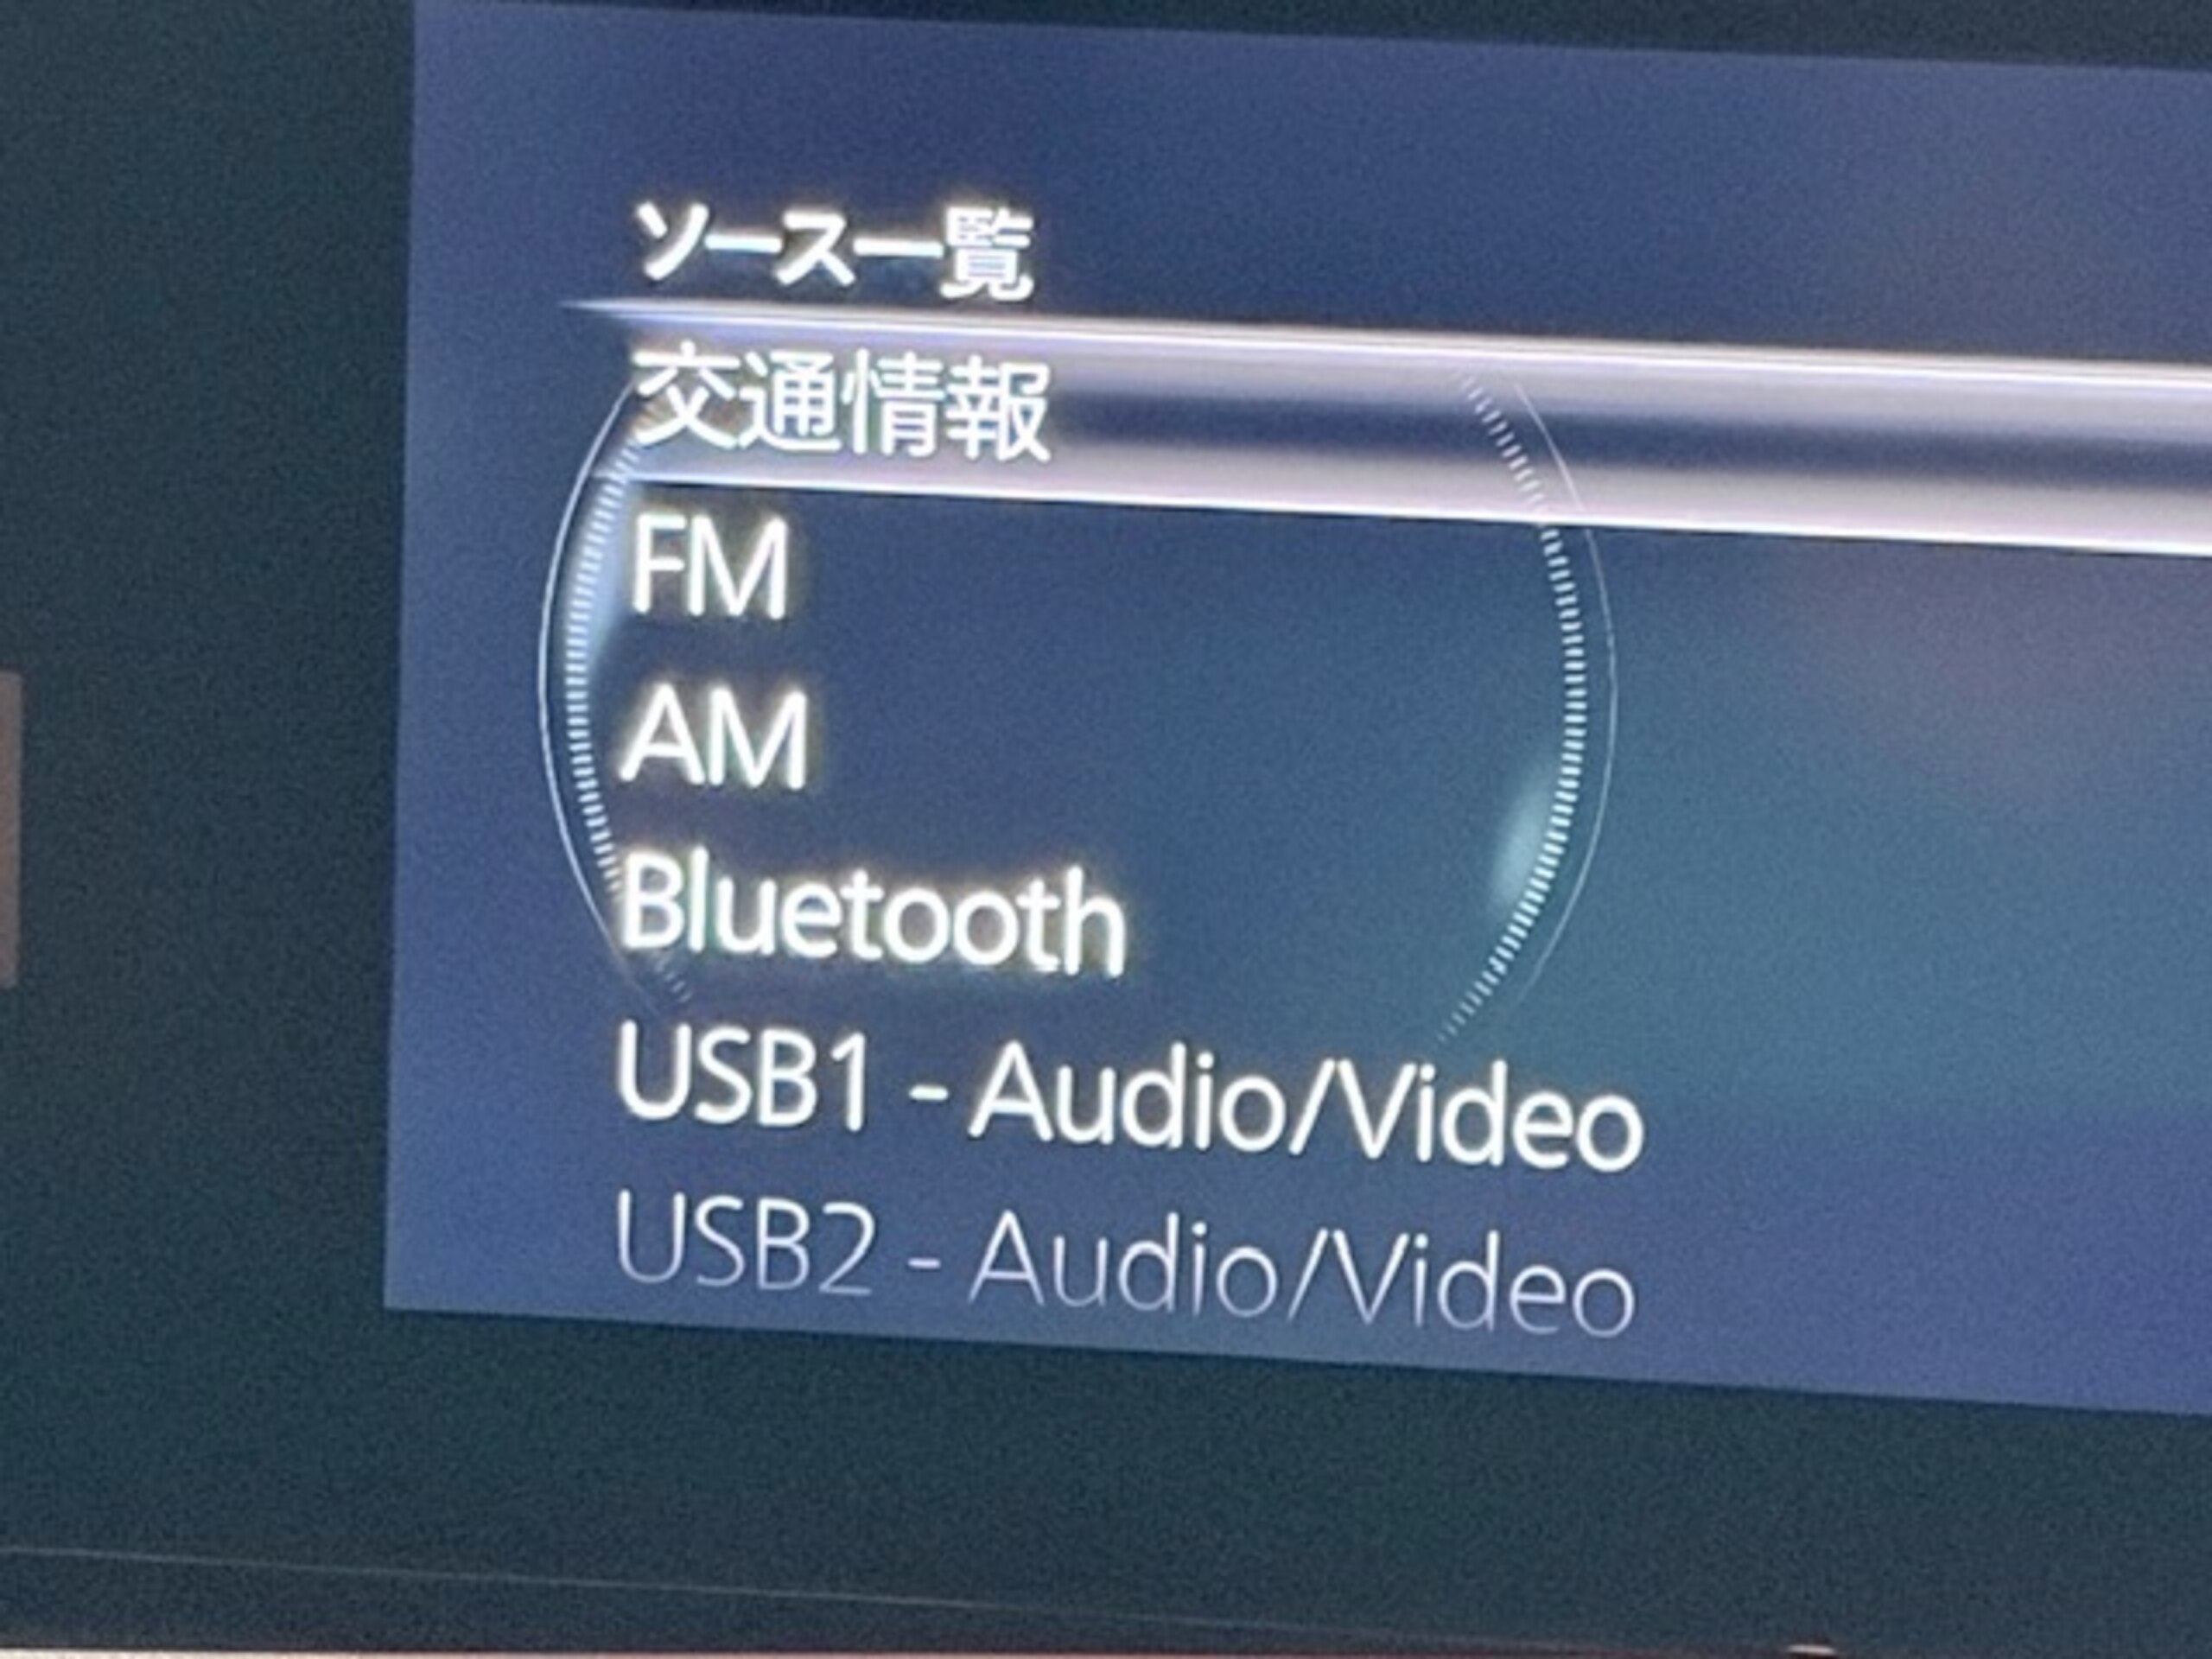 ソース一覧
交通情報
FM
AM
Bluetooth
USB1 - Audio/Video
USB2 - Audio/Video